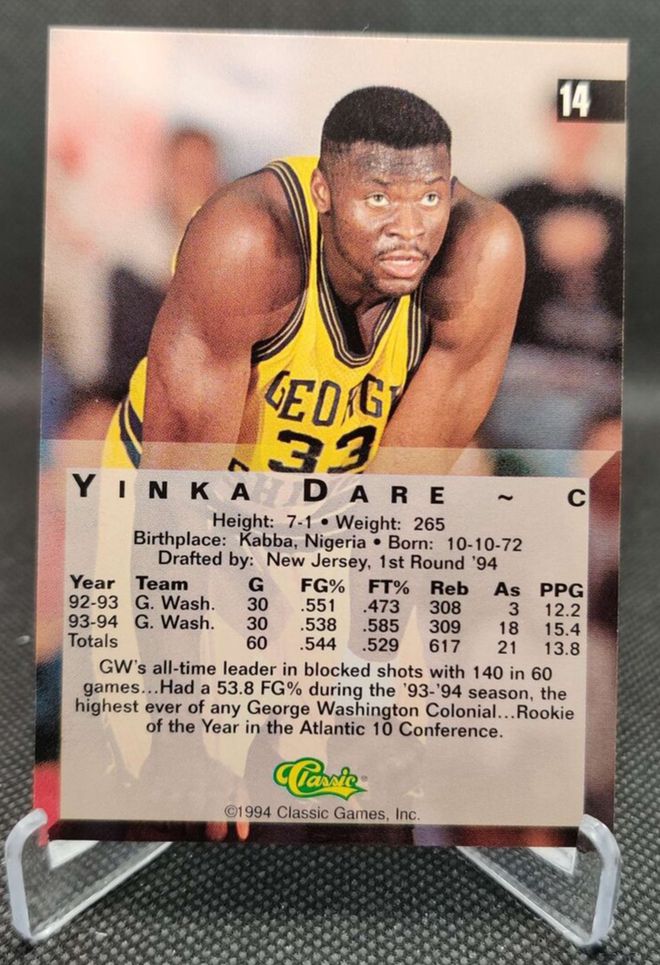 14
GEORGE
33
YINKA DARE ~ C
Height: 7-1 • Weight: 265
Birthplace: Kabba, Nigeria • Born: 10-10-72
Drafted by: New Jersey, 1st Round '94
Year Team G FG% FT% Reb As PPG
92-93 G. Wash. 30 .551 .473 308 3 12.2
93-94 G. Wash. 30 .538 .585 309 18 15.4
Totals 60 .544 .529 617 21 13.8
GW's all-time leader in blocked shots with 140 in 60
games...Had a 53.8 FG% during the '93-'94 season, the
highest ever of any George Washington Colonial...Rookie
of the Year in the Atlantic 10 Conference.
Classic®
©1994 Classic Games, Inc.